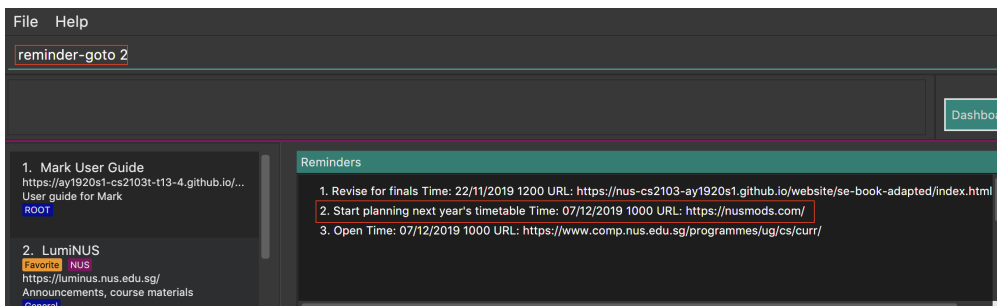 File Help
reminder-goto 2
1. Mark User Guide
https://ay1920s1-cs2103t-t13-4.github.io/...
User guide for Mark
ROOT
2. LumiNUS
Favorite NUS
https://luminus.nus.edu.sg/
Announcements, course materials
General
Reminders
1. Revise for finals Time: 22/11/2019 1200 URL: https://nus-cs2103-ay1920s1.github.io/website/se-book-adapted/index.html
2. Start planning next year's timetable Time: 07/12/2019 1000 URL: https://nusmods.com/
3. Open Time: 07/12/2019 1000 URL: https://www.comp.nus.edu.sg/programmes/ug/cs/curr/